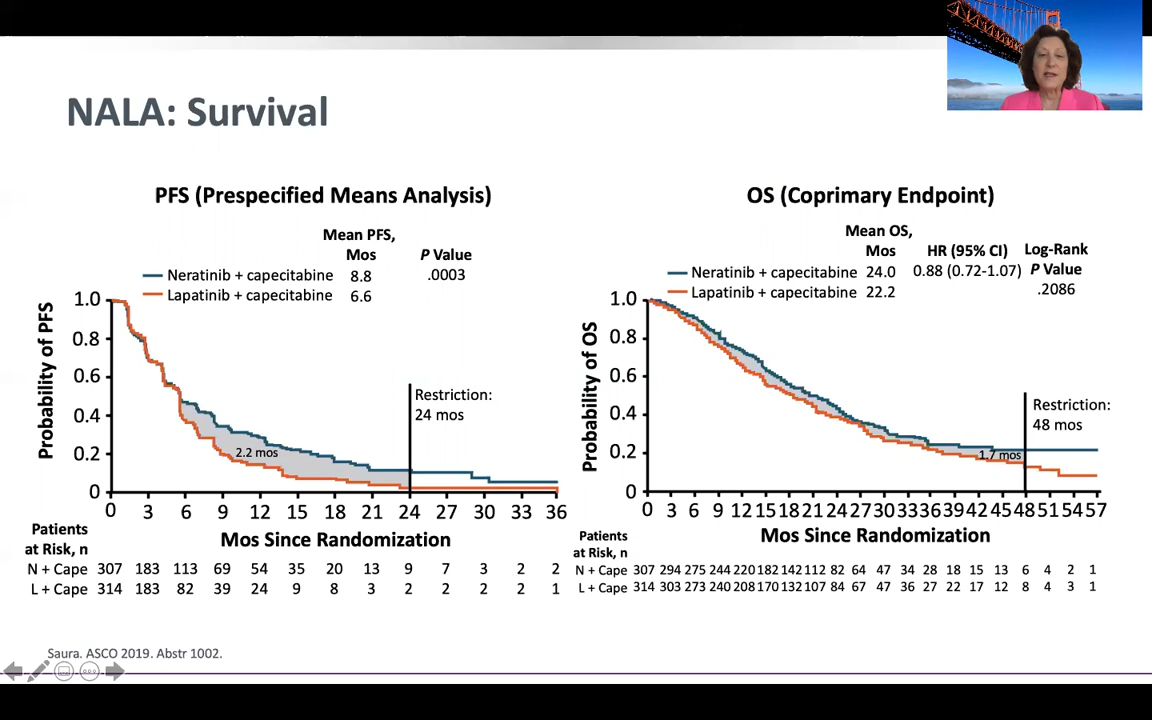 NALA: Survival
PFS (Prespecified Means Analysis)
Mean PFS,
Mos
P Value
Neratinib + capecitabine 8.8 .0003
Lapatinib + capecitabine 6.6
Probability of PFS
1.0
0.8
0.6
0.4
0.2
0
Restriction:
24 mos
2.2 mos
0 3 6 9 12 15 18 21 24 27 30 33 36
Mos Since Randomization
Patients
at Risk, n
N + Cape 307 183 113 69 54 35 20 13 9 7 3 2 2
L + Cape 314 183 82 39 24 9 8 3 2 2 2 2 1
OS (Coprimary Endpoint)
Mean OS,
Mos
HR (95% CI)
Log-Rank
P Value
Neratinib + capecitabine 24.0 0.88 (0.72-1.07)
Lapatinib + capecitabine 22.2 .2086
Probability of OS
1.0
0.8
0.6
0.4
0.2
0
Restriction:
48 mos
1.7 mos
0 3 6 9 12 15 18 21 24 27 30 33 36 39 42 45 48 51 54 57
Mos Since Randomization
Patients
at Risk, n
N + Cape 307 294 275 244 220 182 142 112 82 64 47 34 28 18 15 13 6 4 2 1
L + Cape 314 303 273 240 208 170 132 107 84 67 47 36 27 22 17 12 8 4 3 1
Saura. ASCO 2019. Abstr 1002.